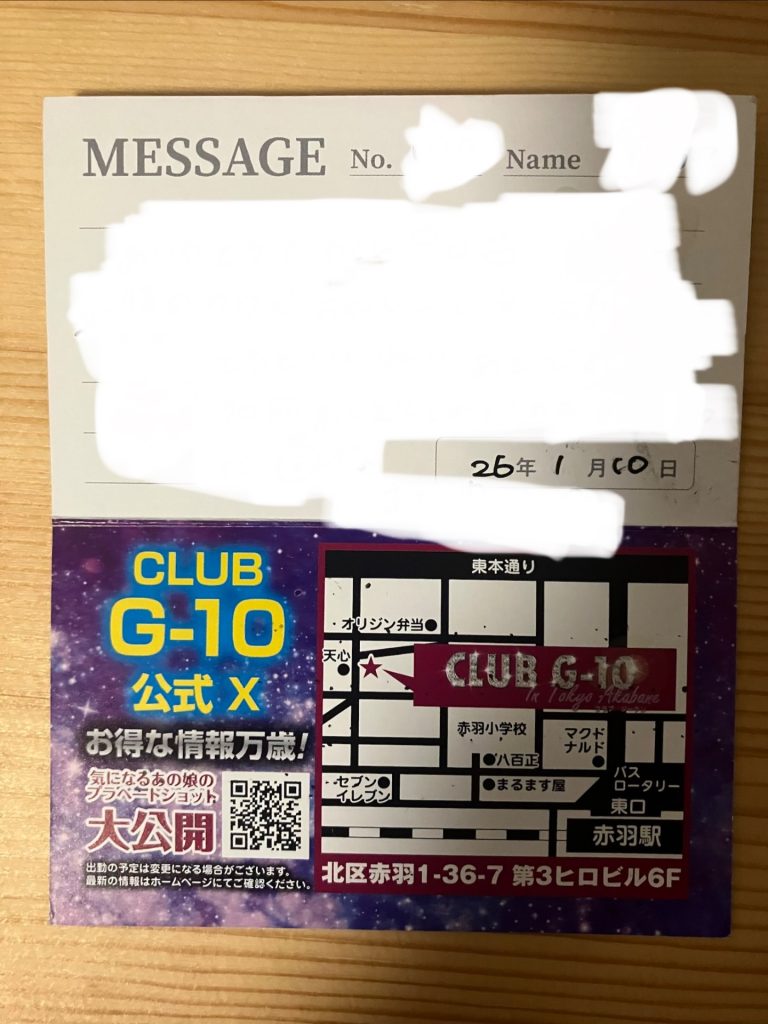 MESSAGE No. Name
26年1月10日
CLUB
G-10
公式 X
お得な情報万歳!
気になるあの娘の
プラベートショット
大公開
出勤の予定は変更になる場合がございます。
最新の情報はホームページにてご確認ください。
東本通り
オリジン弁当
天心
CLUB G-10
In Tokyo Akabane
赤羽小学校
マクド
ナルド
八百正
バス
ロータリー
セブン
イレブン
まるます屋
東口
赤羽駅
北区赤羽1-36-7 第3ヒロビル6F